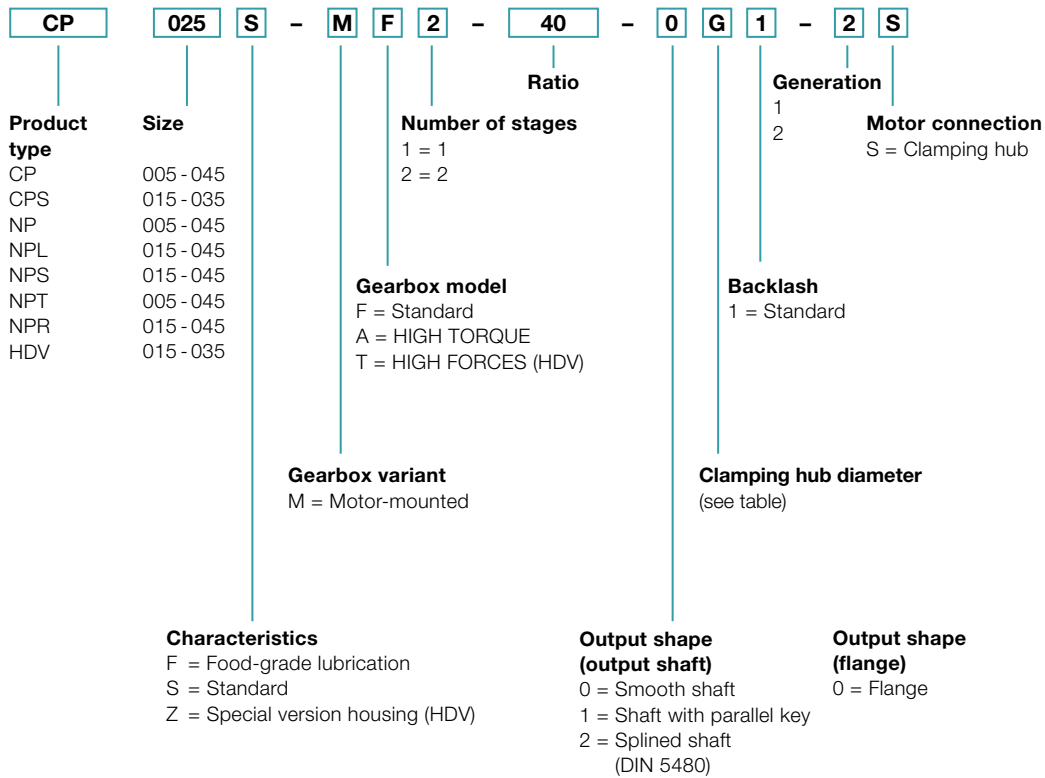 CP 025 S – M F 2 – 40 – 0 G 1 – 2 S
Ratio
Generation
1
2
Product
type
Size
Number of stages
1 = 1
2 = 2
Motor connection
S = Clamping hub
CP 005 - 045
CPS 015 - 035
NP 005 - 045
NPL 015 - 045
NPS 015 - 045
NPT 005 - 045
NPR 015 - 045
HDV 015 - 035
Gearbox model
F = Standard
A = HIGH TORQUE
T = HIGH FORCES (HDV)
Backlash
1 = Standard
Gearbox variant
M = Motor-mounted
Clamping hub diameter
(see table)
Characteristics
F = Food-grade lubrication
S = Standard
Z = Special version housing (HDV)
Output shape
(output shaft)
0 = Smooth shaft
1 = Shaft with parallel key
2 = Splined shaft
(DIN 5480)
Output shape
(flange)
0 = Flange